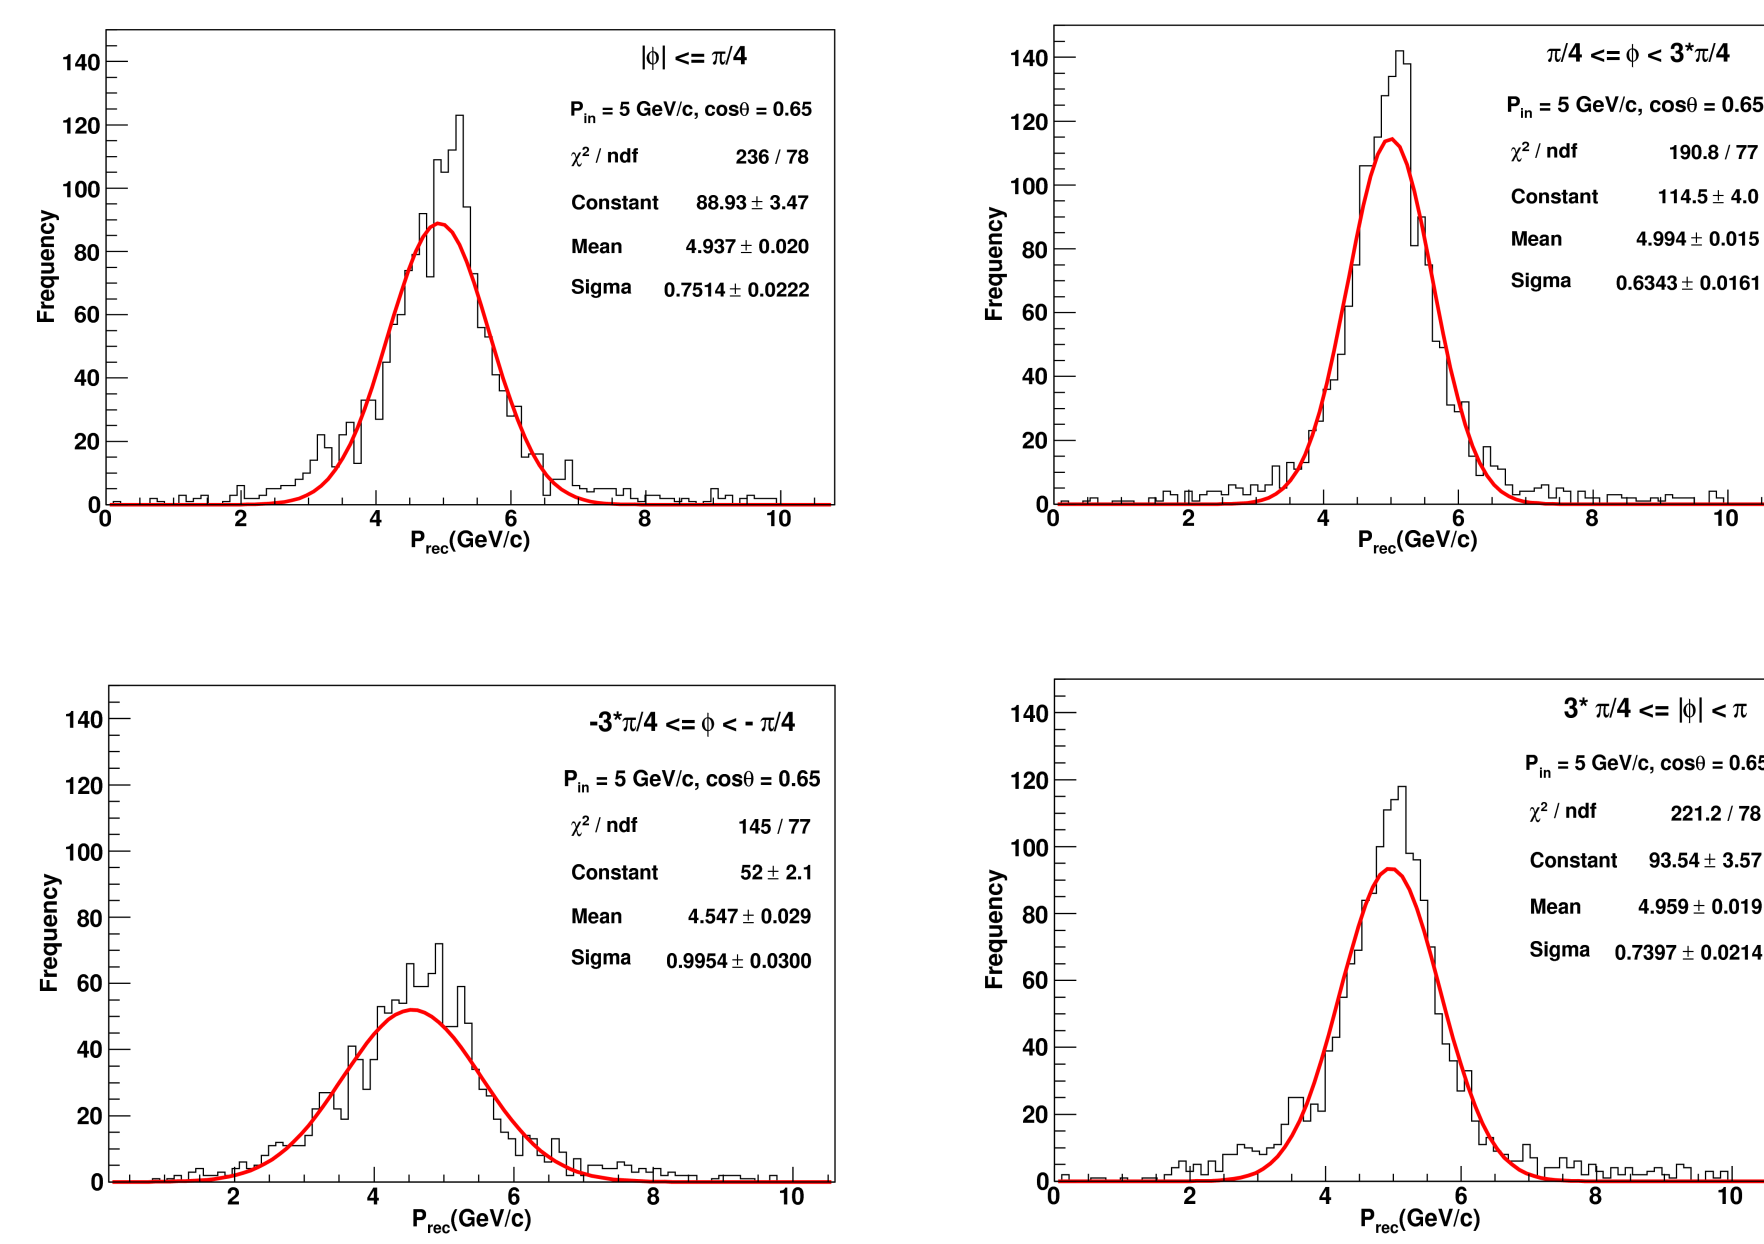 |ϕ| <= π/4
P_in = 5 GeV/c, cosθ = 0.65
χ² / ndf 236 / 78
Constant 88.93 ± 3.47
Mean 4.937 ± 0.020
Sigma 0.7514 ± 0.0222
Frequency
140
120
100
80
60
40
20
0
0 2 4 6 8 10
P_rec(GeV/c)
π/4 <= ϕ < 3*π/4
P_in = 5 GeV/c, cosθ = 0.65
χ² / ndf 190.8 / 77
Constant 114.5 ± 4.0
Mean 4.994 ± 0.015
Sigma 0.6343 ± 0.0161
Frequency
140
120
100
80
60
40
20
0
0 2 4 6 8 10
P_rec(GeV/c)
-3*π/4 <= ϕ < - π/4
P_in = 5 GeV/c, cosθ = 0.65
χ² / ndf 145 / 77
Constant 52 ± 2.1
Mean 4.547 ± 0.029
Sigma 0.9954 ± 0.0300
Frequency
140
120
100
80
60
40
20
0
2 4 6 8 10
P_rec(GeV/c)
3* π/4 <= |ϕ| < π
P_in = 5 GeV/c, cosθ = 0.65
χ² / ndf 221.2 / 78
Constant 93.54 ± 3.57
Mean 4.959 ± 0.019
Sigma 0.7397 ± 0.0214
Frequency
140
120
100
80
60
40
20
0
0 2 4 6 8 10
P_rec(GeV/c)